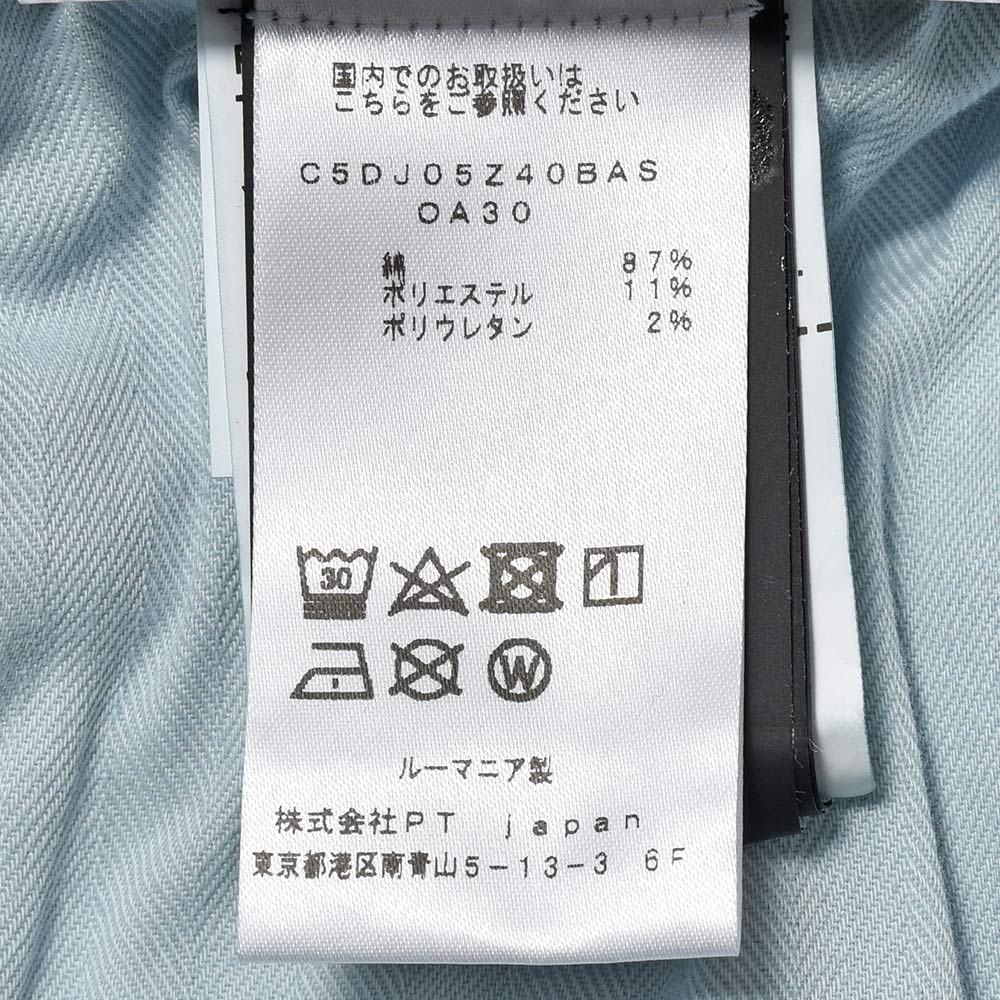 国内でのお取扱いは
こちらをご参照ください
C5DJ05Z40BAS
0A30
綿 87%
ポリエステル 11%
ポリウレタン 2%
30
W
ルーマニア製
株式会社PT japan
東京都港区南青山5-13-3 6F